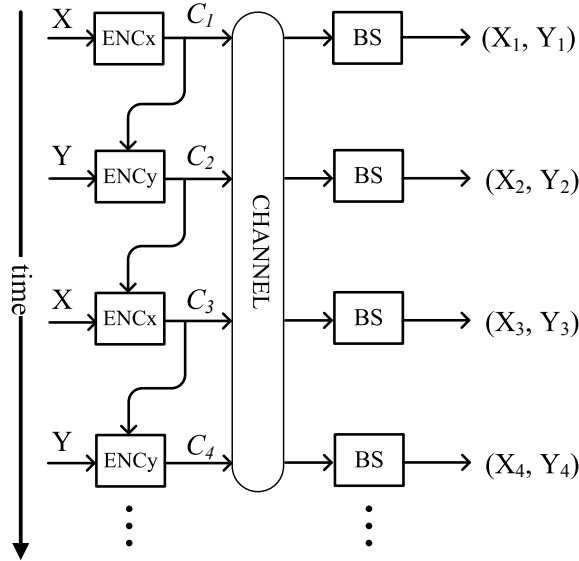 X ENCx C1 BS (X1, Y1)
Y ENCy C2 BS (X2, Y2)
CHANNEL
time
X ENCx C3 BS (X3, Y3)
Y ENCy C4 BS (X4, Y4)